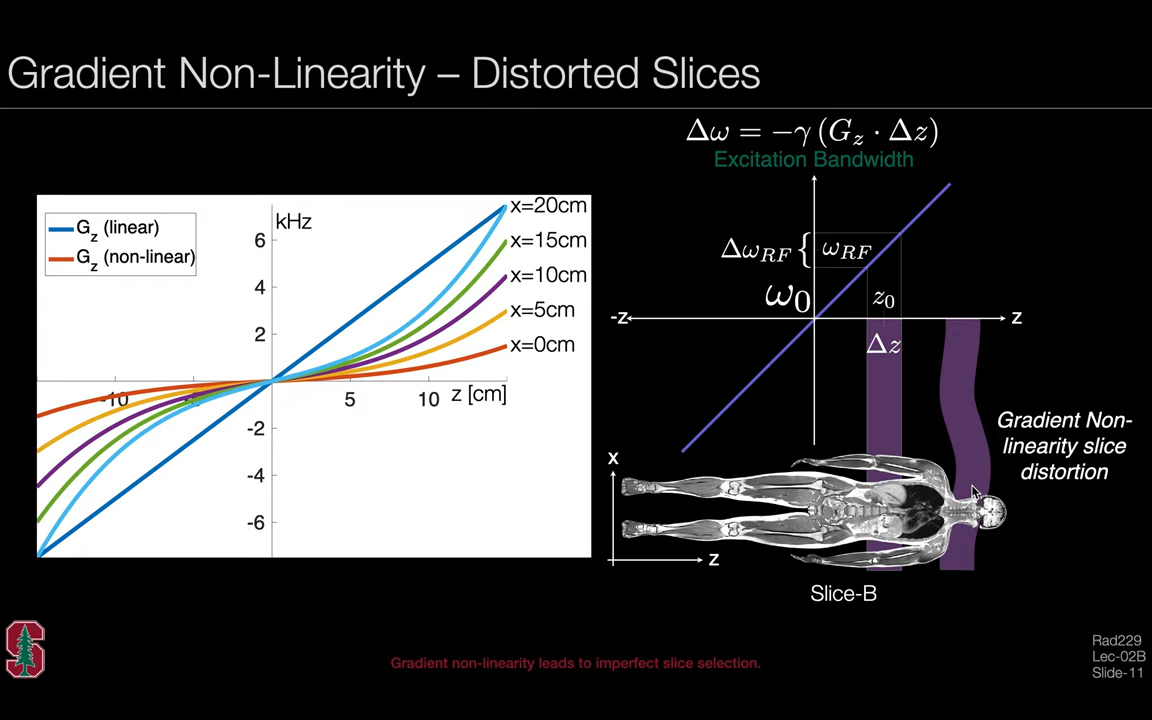 Gradient Non-Linearity – Distorted Slices
Δω = −γ (G_z · Δz)
Excitation Bandwidth
G_z (linear)
G_z (non-linear)
kHz
6
4
2
-2
-4
-6
-10
5
10
z [cm]
x=20cm
x=15cm
x=10cm
x=5cm
x=0cm
Δω_RF { ω_RF
ω_0
z_0
-z
z
Δz
Gradient Non-
linearity slice
distortion
x
z
Slice-B
Gradient non-linearity leads to imperfect slice selection.
Rad229
Lec-02B
Slide-11
S